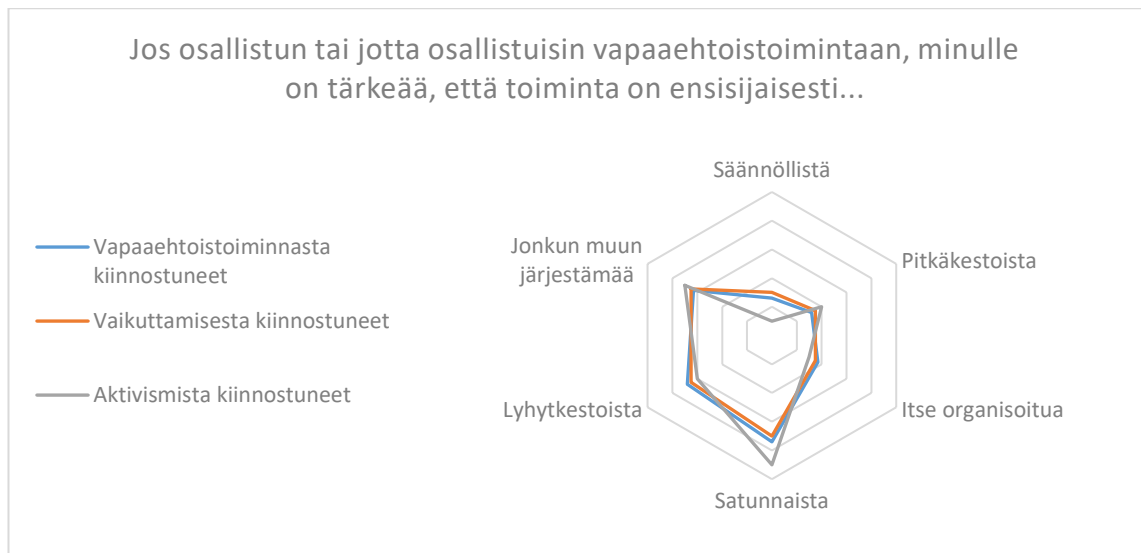 Jos osallistun tai jotta osallistuisin vapaaehtoistoimintaan, minulle
on tärkeää, että toiminta on ensisijaisesti...
Vapaaehtoistoiminnasta
kiinnostuneet
Vaikuttamisesta kiinnostuneet
Aktivismista kiinnostuneet
Säännöllistä
Pitkäkestoista
Itse organisoitua
Satunnaista
Lyhytkestoista
Jonkun muun
järjestämää